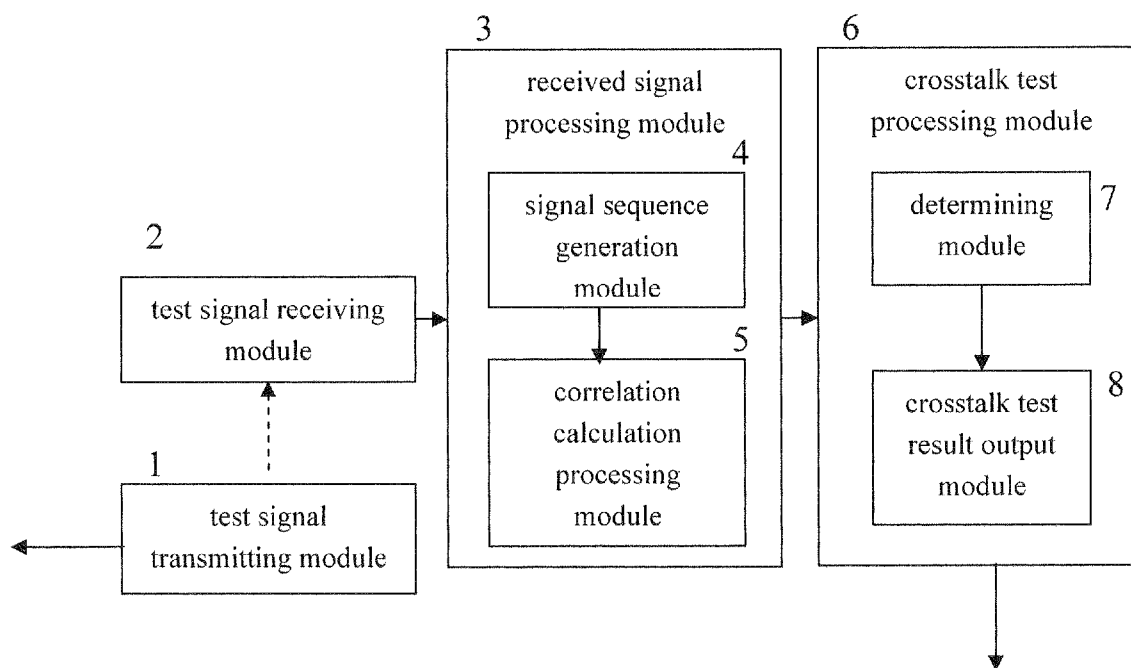 3
received signal
processing module
4
signal sequence
generation
module
5
correlation
calculation
processing
module
6
crosstalk test
processing module
7
determining
module
8
crosstalk test
result output
module
2
test signal receiving
module
1
test signal
transmitting module